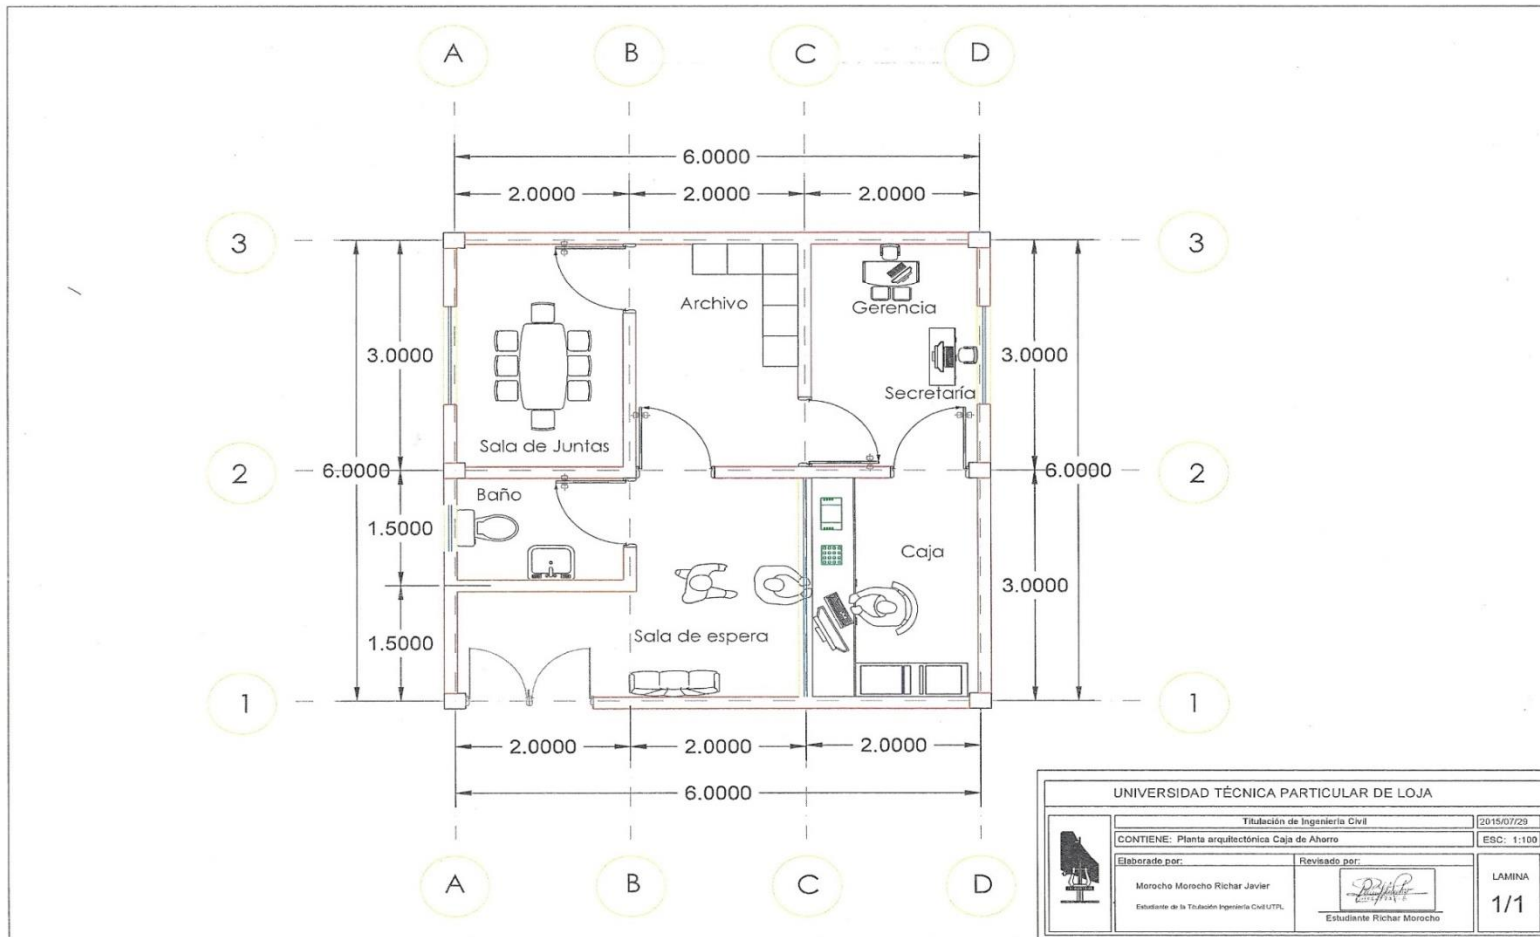 A B C D
6.0000
2.0000 2.0000 2.0000
3 3
Archivo
Gerencia
3.0000 3.0000
Secretaría
Sala de Juntas
2 6.0000 6.0000 2
Baño
1.5000
Caja
3.0000
Sala de espera
1.5000
1 1
2.0000 2.0000 2.0000
6.0000
A B C D
UNIVERSIDAD TÉCNICA PARTICULAR DE LOJA
Titulación de Ingeniería Civil 2015/07/29
CONTIENE: Planta arquitectónica Caja de Ahorro ESC: 1:100
Elaborado por: Revisado por:
Morocho Morocho Richar Javier
Estudiante de la Titulación Ingeniería Civil UTPL
Estudiante Richar Morocho
LAMINA
1/1